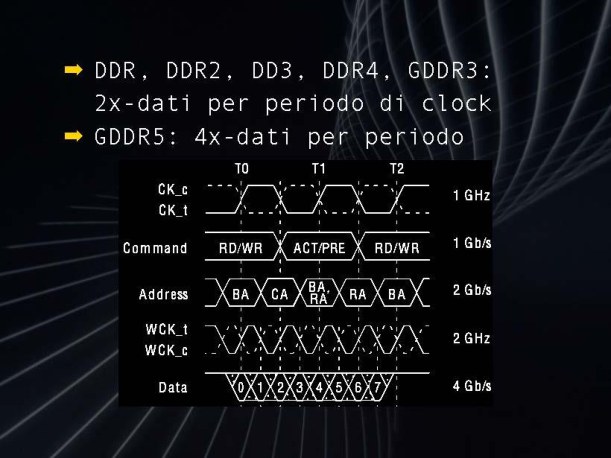 ➡ DDR, DDR2, DD3, DDR4, GDDR3:
2x-dati per periodo di clock
➡ GDDR5: 4x-dati per periodo
T0 T1 T2
CK_c
CK_t
1 GHz
Command RD/WR ACT/PRE RD/WR 1 Gb/s
Address BA CA BA, RA RA BA 2 Gb/s
WCK_t
WCK_c
2 GHz
Data 0 1 2 3 4 5 6 7 4 Gb/s